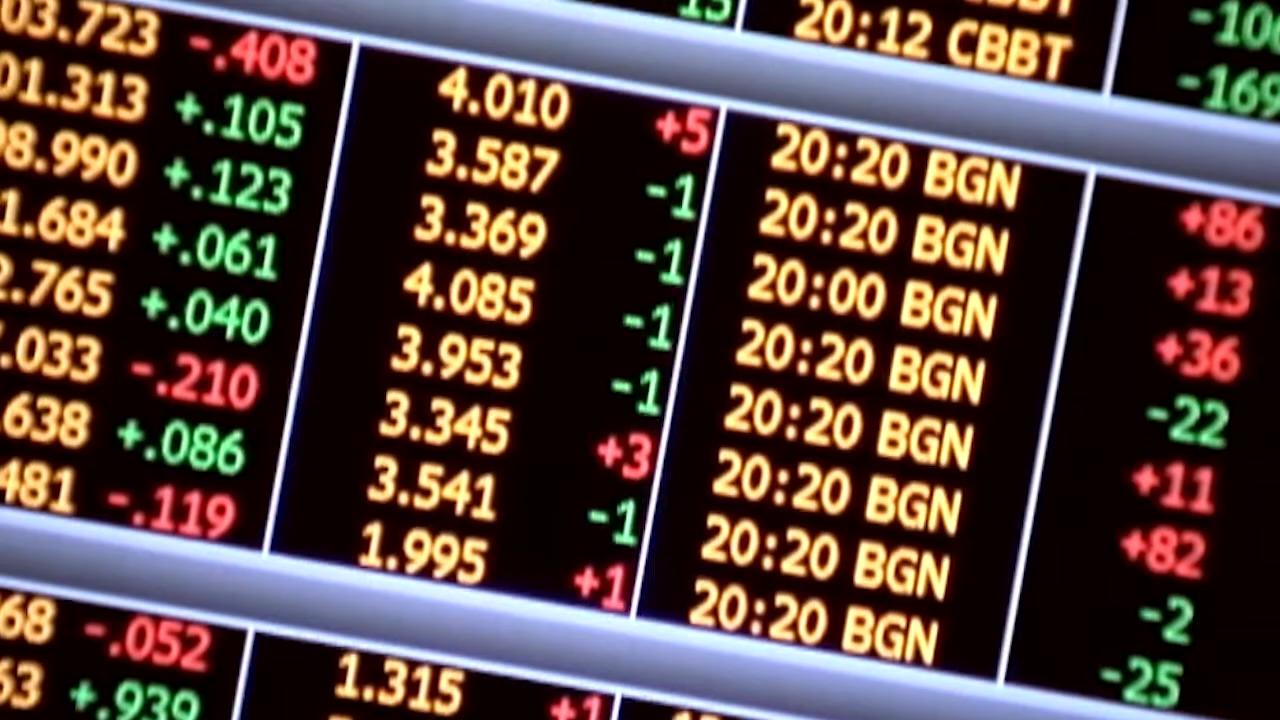 15 20:12 CBBT
03.723 -.408 4.010 +5 20:20 BGN +86
01.313 +.105 3.587 -1 20:20 BGN +13
98.990 +.123 3.369 -1 20:00 BGN +36
1.684 +.061 4.085 -1 20:20 BGN -22
2.765 +.040 3.953 -1 20:20 BGN +11
.033 -.210 3.345 +3 20:20 BGN +82
.638 +.086 3.541 -1 20:20 BGN -2
481 -.119 1.995 +1 20:20 BGN -25
68 -.052 1.315 +1
63 +.939